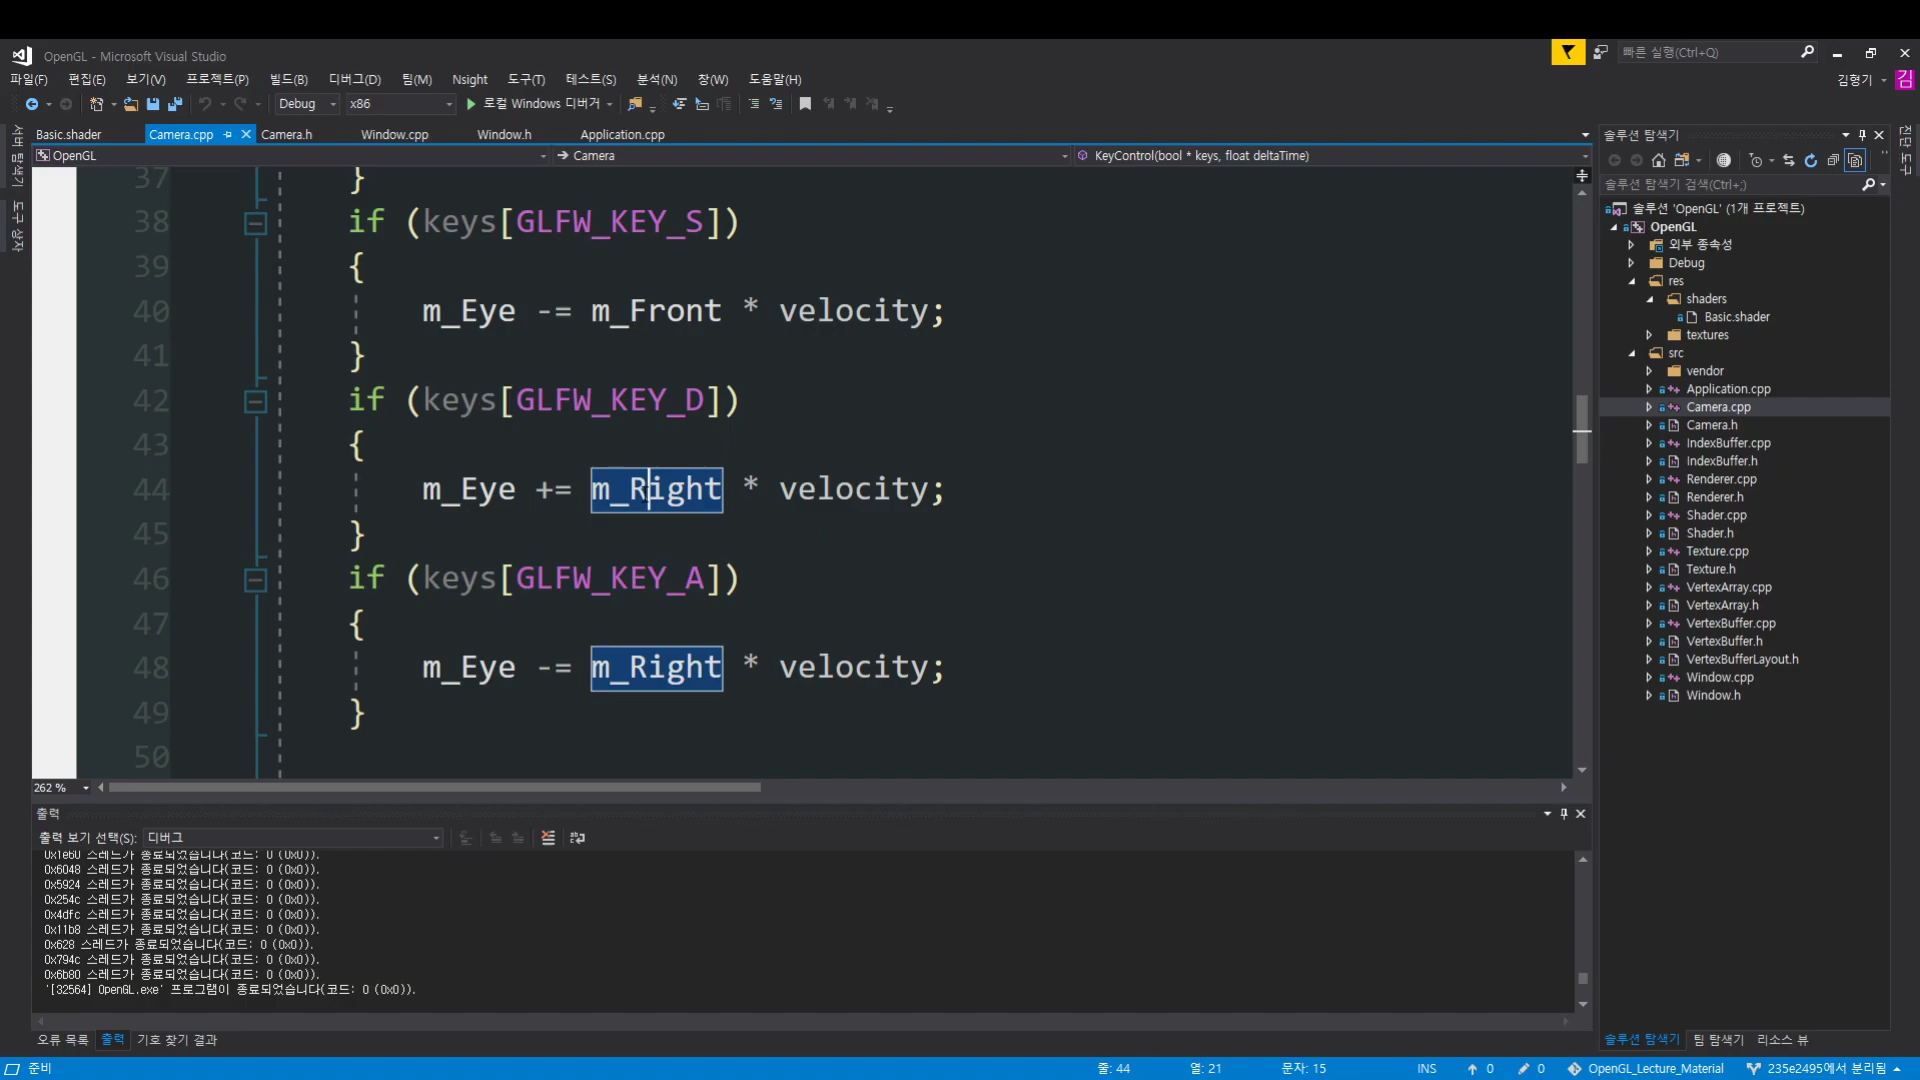 OpenGL - Microsoft Visual Studio
빠른 실행(Ctrl+Q)
파일(F) 편집(E) 보기(V) 프로젝트(P) 빌드(B) 디버그(D) 팀(M) Nsight 도구(T) 테스트(S) 분석(N) 창(W) 도움말(H)
김형기 김
Debug x86 로컬 Windows 디버거
Basic.shader Camera.cpp Camera.h Window.cpp Window.h Application.cpp
OpenGL Camera KeyControl(bool * keys, float deltaTime)
서버 탐색기
도구 상자
37 }
38 if (keys[GLFW_KEY_S])
39 {
40 m_Eye -= m_Front * velocity;
41 }
42 if (keys[GLFW_KEY_D])
43 {
44 m_Eye += m_Right * velocity;
45 }
46 if (keys[GLFW_KEY_A])
47 {
48 m_Eye -= m_Right * velocity;
49 }
50
262 %
출력
출력 보기 선택(S): 디버그
0x1e60 스레드가 종료되었습니다(코드: 0 (0x0)).
0x6048 스레드가 종료되었습니다(코드: 0 (0x0)).
0x5924 스레드가 종료되었습니다(코드: 0 (0x0)).
0x254c 스레드가 종료되었습니다(코드: 0 (0x0)).
0x4dfc 스레드가 종료되었습니다(코드: 0 (0x0)).
0x11b8 스레드가 종료되었습니다(코드: 0 (0x0)).
0x628 스레드가 종료되었습니다(코드: 0 (0x0)).
0x794c 스레드가 종료되었습니다(코드: 0 (0x0)).
0x6b80 스레드가 종료되었습니다(코드: 0 (0x0)).
'[32564] OpenGL.exe' 프로그램이 종료되었습니다(코드: 0 (0x0)).
오류 목록 출력 기호 찾기 결과
솔루션 탐색기
솔루션 탐색기 검색(Ctrl+;)
솔루션 'OpenGL' (1개 프로젝트)
OpenGL
외부 종속성
Debug
res
shaders
Basic.shader
textures
src
vendor
Application.cpp
Camera.cpp
Camera.h
IndexBuffer.cpp
IndexBuffer.h
Renderer.cpp
Renderer.h
Shader.cpp
Shader.h
Texture.cpp
Texture.h
VertexArray.cpp
VertexArray.h
VertexBuffer.cpp
VertexBuffer.h
VertexBufferLayout.h
Window.cpp
Window.h
솔루션 탐색기 팀 탐색기 리소스 뷰
진단 도구
준비 줄: 44 열: 21 문자: 15 INS 0 0 OpenGL_Lecture_Material 235e2495에서 분리됨